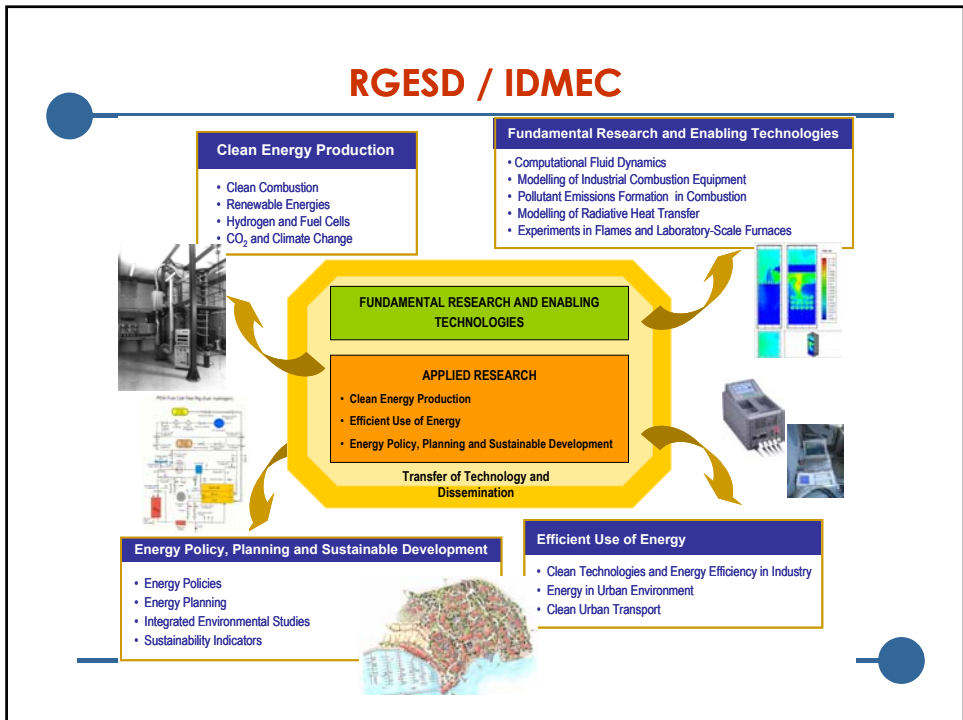 RGESD / IDMEC
Clean Energy Production
• Clean Combustion
• Renewable Energies
• Hydrogen and Fuel Cells
• CO₂ and Climate Change
Fundamental Research and Enabling Technologies
• Computational Fluid Dynamics
• Modelling of Industrial Combustion Equipment
• Pollutant Emissions Formation in Combustion
• Modelling of Radiative Heat Transfer
• Experiments in Flames and Laboratory-Scale Furnaces
FUNDAMENTAL RESEARCH AND ENABLING
TECHNOLOGIES
APPLIED RESEARCH
• Clean Energy Production
• Efficient Use of Energy
• Energy Policy, Planning and Sustainable Development
Transfer of Technology and
Dissemination
Energy Policy, Planning and Sustainable Development
• Energy Policies
• Energy Planning
• Integrated Environmental Studies
• Sustainability Indicators
Efficient Use of Energy
• Clean Technologies and Energy Efficiency in Industry
• Energy in Urban Environment
• Clean Urban Transport